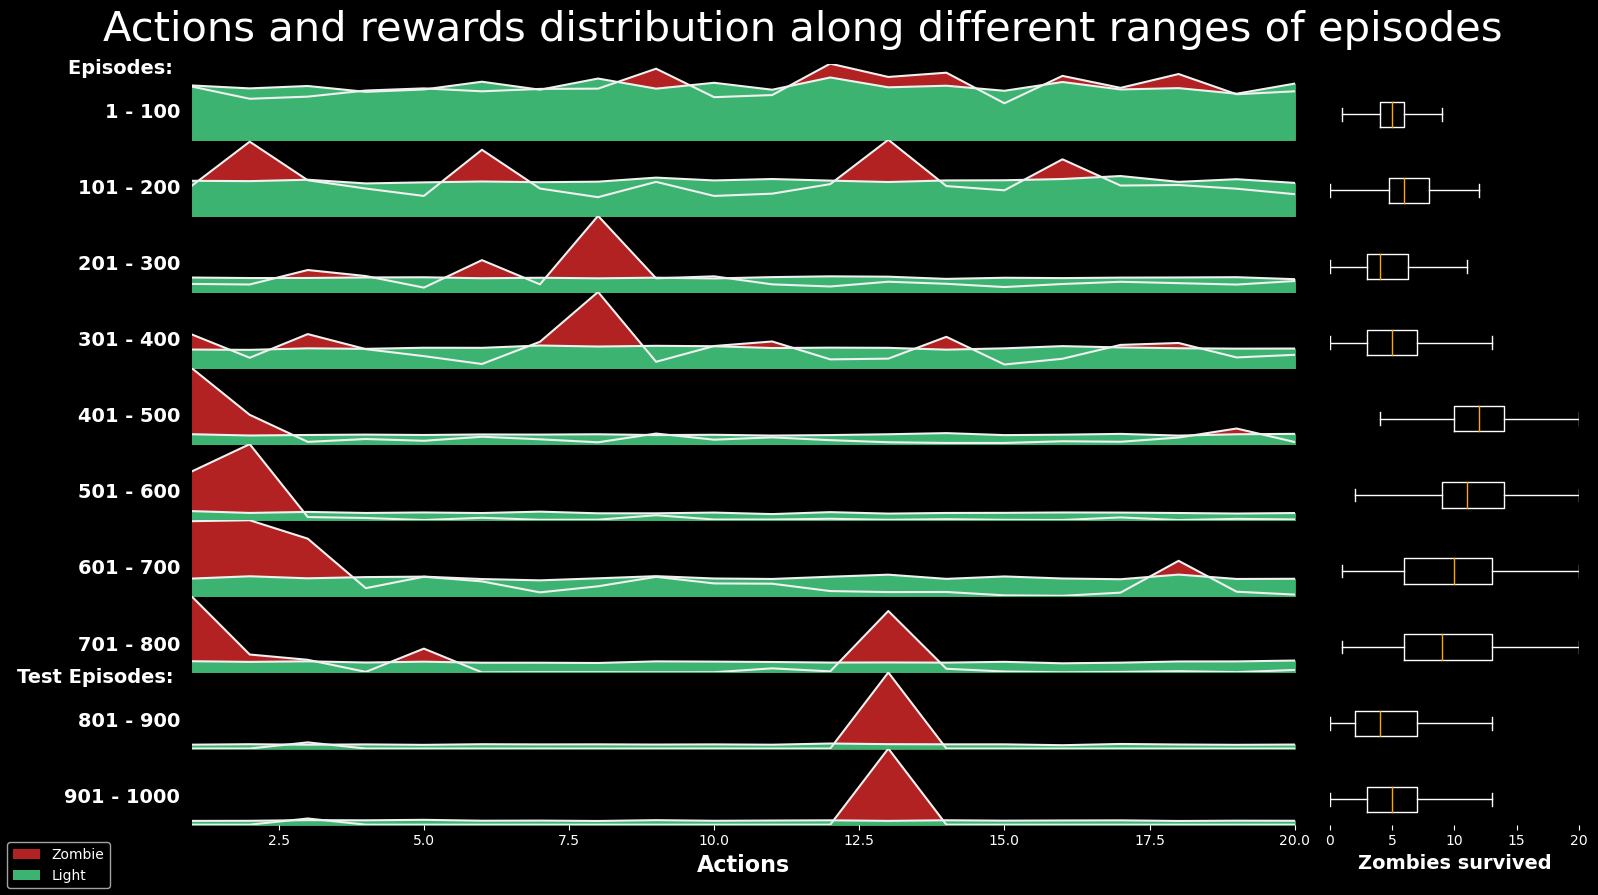 Actions and rewards distribution along different ranges of episodes
Episodes:
1 - 100
101 - 200
201 - 300
301 - 400
401 - 500
501 - 600
601 - 700
701 - 800
Test Episodes:
801 - 900
901 - 1000
2.5 5.0 7.5 10.0 12.5 15.0 17.5 20.0
0 5 10 15 20
Actions
Zombies survived
Zombie
Light